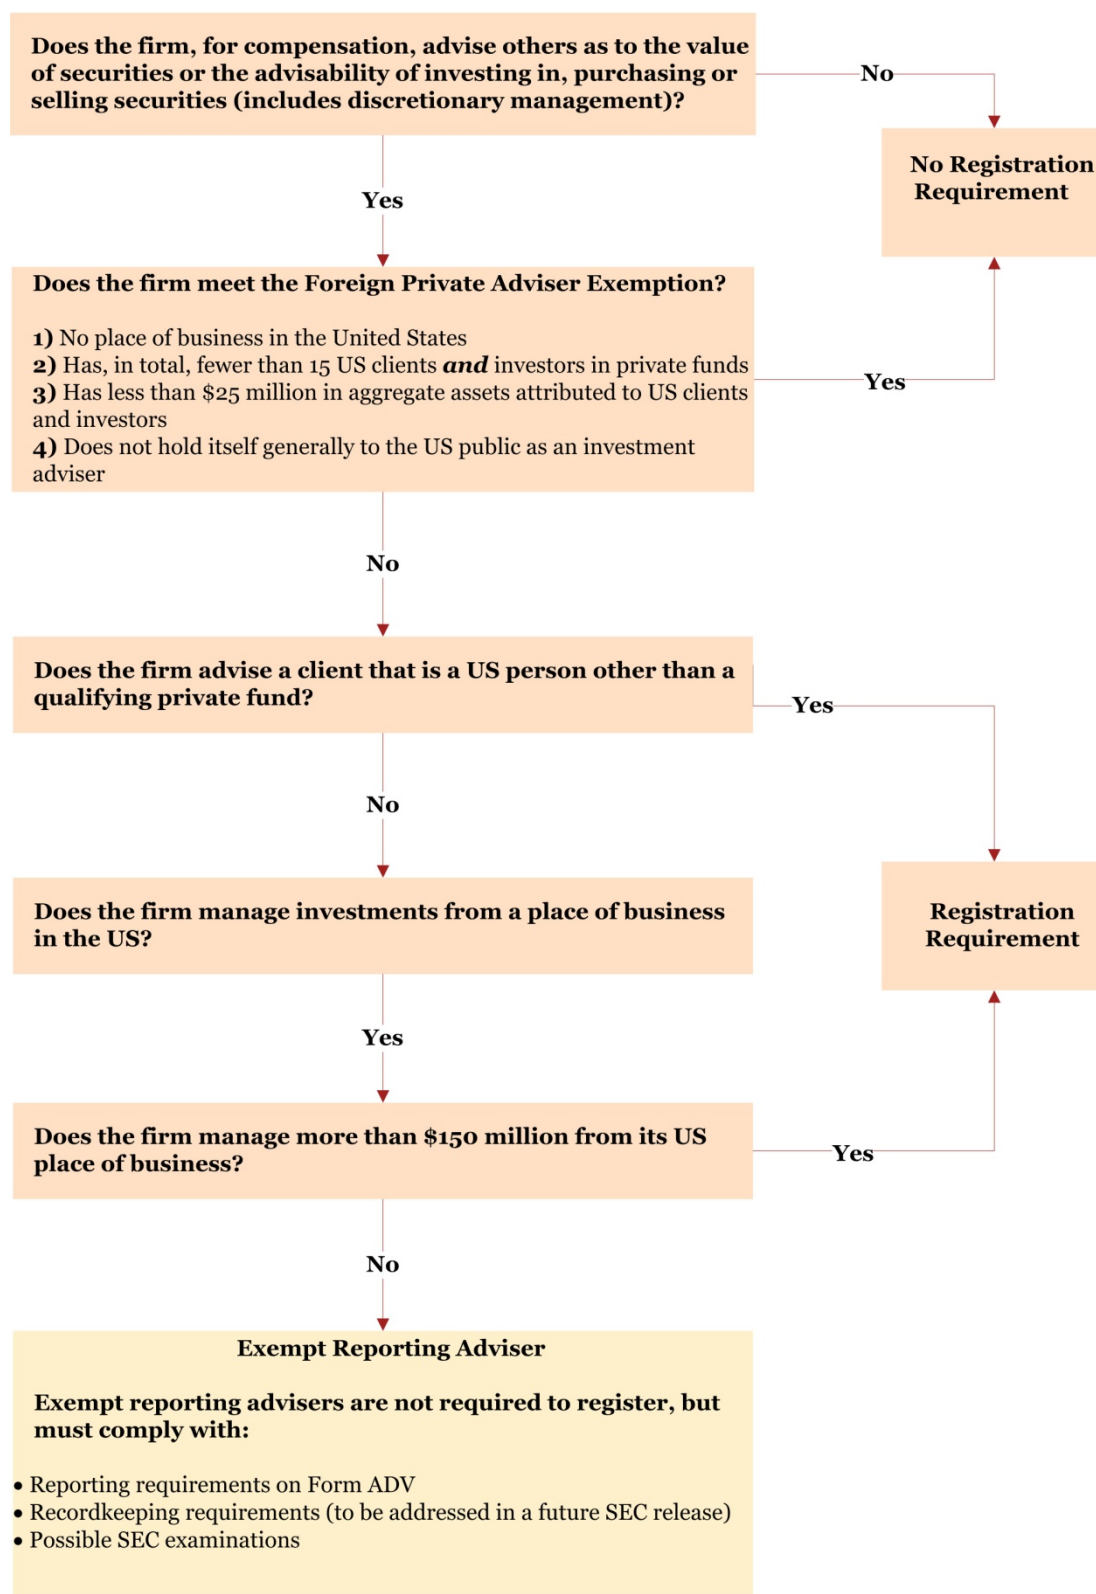 Does the firm, for compensation, advise others as to the value
of securities or the advisability of investing in, purchasing or
selling securities (includes discretionary management)?
No
No Registration
Requirement
Yes
Does the firm meet the Foreign Private Adviser Exemption?
1) No place of business in the United States
2) Has, in total, fewer than 15 US clients and investors in private funds
3) Has less than $25 million in aggregate assets attributed to US clients
and investors
4) Does not hold itself generally to the US public as an investment
adviser
Yes
No
Does the firm advise a client that is a US person other than a
qualifying private fund?
Yes
No
Does the firm manage investments from a place of business
in the US?
Registration
Requirement
Yes
Does the firm manage more than $150 million from its US
place of business?
Yes
No
Exempt Reporting Adviser
Exempt reporting advisers are not required to register, but
must comply with:
• Reporting requirements on Form ADV
• Recordkeeping requirements (to be addressed in a future SEC release)
• Possible SEC examinations